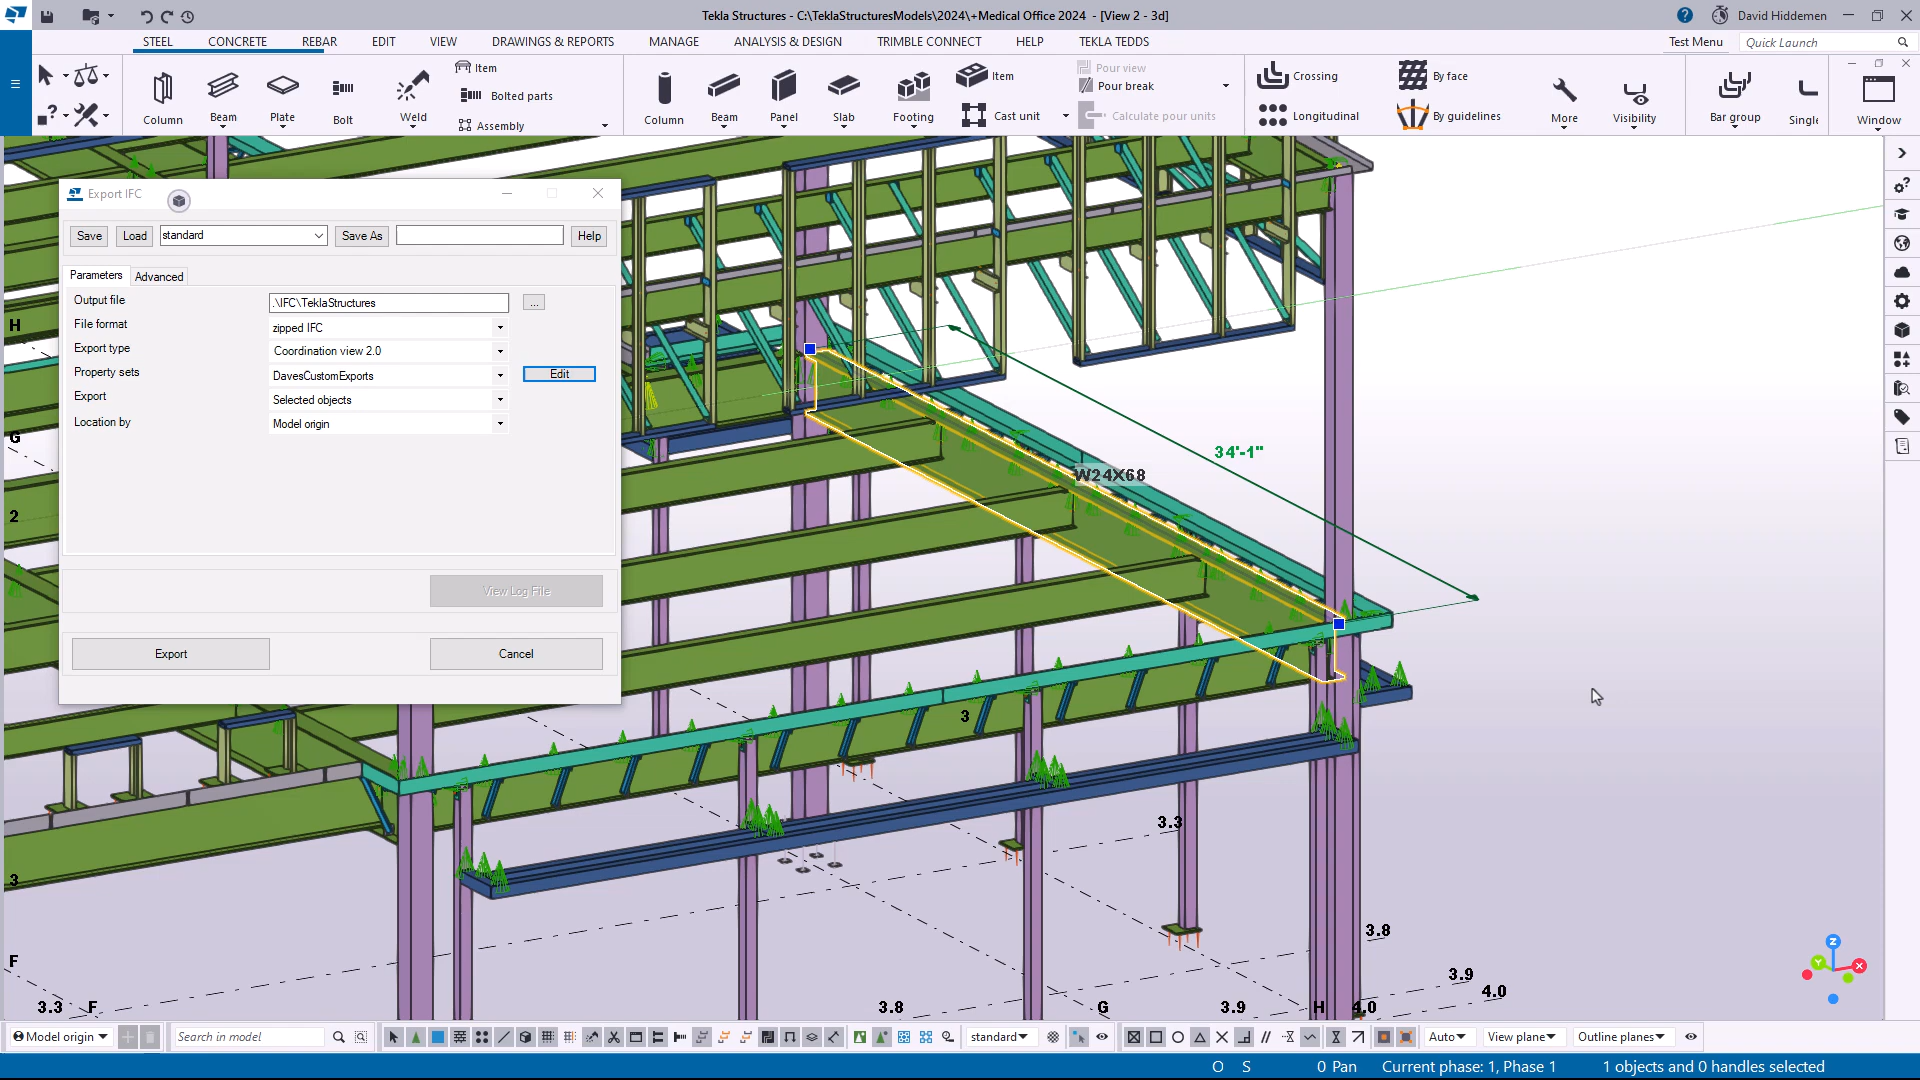 Tekla Structures - C:\TeklaStructuresModels\2024\+Medical Office 2024 - [View 2 - 3d]
David Hiddemen
STEEL CONCRETE REBAR EDIT VIEW DRAWINGS & REPORTS MANAGE ANALYSIS & DESIGN TRIMBLE CONNECT HELP TEKLA TEDDS
Test Menu Quick Launch
Column Beam Plate Bolt Weld
Item
Bolted parts
Assembly
Column Beam Panel Slab Footing
Item
Cast unit
Pour view
Pour break
Calculate pour units
Crossing
Longitudinal
By face
By guidelines
More Visibility Bar group Single Window
Export IFC
Save Load standard Save As Help
Parameters Advanced
Output file .\IFC\TeklaStructures ...
File format zipped IFC
Export type Coordination view 2.0
Property sets DavesCustomExports Edit
Export Selected objects
Location by Model origin
View Log File
Export Cancel
H
G
2
3
F
3.3 F
34'-1"
W24X68
3
3.3
3.8
3.9
4.0
3.8 G 3.9 H 4.0
Z
Y
X
Model origin Search in model standard Auto View plane Outline planes
O S 0 Pan Current phase: 1, Phase 1 1 objects and 0 handles selected